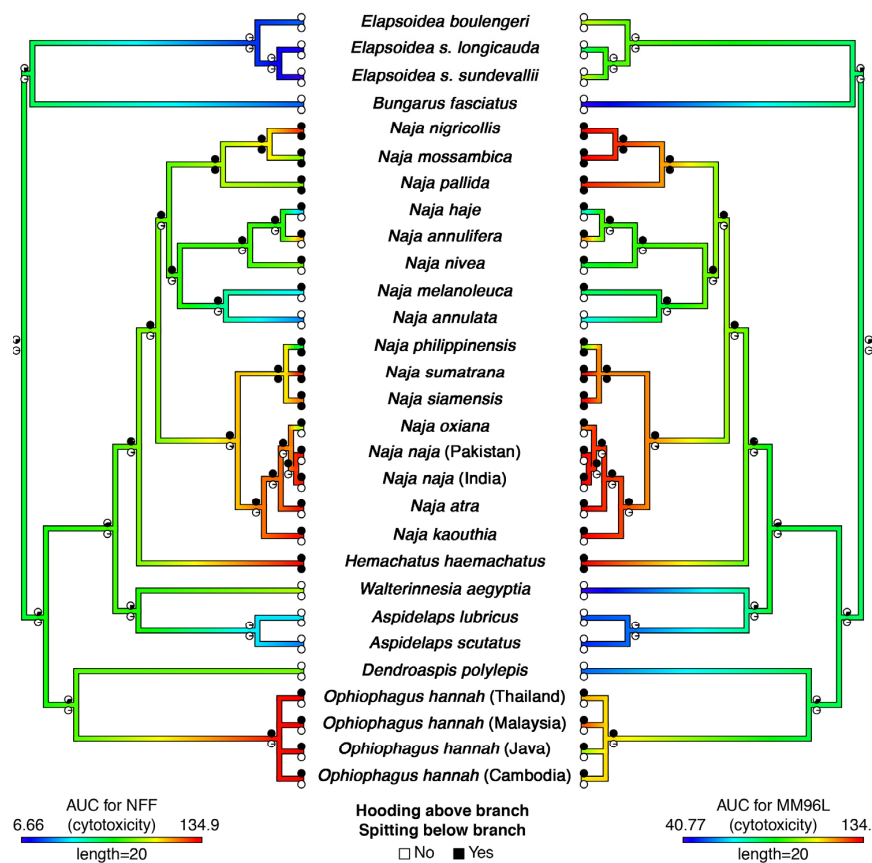 Elapsoidea boulengeri
Elapsoidea s. longicauda
Elapsoidea s. sundevallii
Bungarus fasciatus
Naja nigricollis
Naja mossambica
Naja pallida
Naja haje
Naja annulifera
Naja nivea
Naja melanoleuca
Naja annulata
Naja philippinensis
Naja sumatrana
Naja siamensis
Naja oxiana
Naja naja (Pakistan)
Naja naja (India)
Naja atra
Naja kaouthia
Hemachatus haemachatus
Walterinnesia aegyptia
Aspidelaps lubricus
Aspidelaps scutatus
Dendroaspis polylepis
Ophiophagus hannah (Thailand)
Ophiophagus hannah (Malaysia)
Ophiophagus hannah (Java)
Ophiophagus hannah (Cambodia)
AUC for NFF
6.66 (cytotoxicity) 134.9
length=20
Hooding above branch
Spitting below branch
No Yes
AUC for MM96L
40.77 (cytotoxicity) 134.
length=20